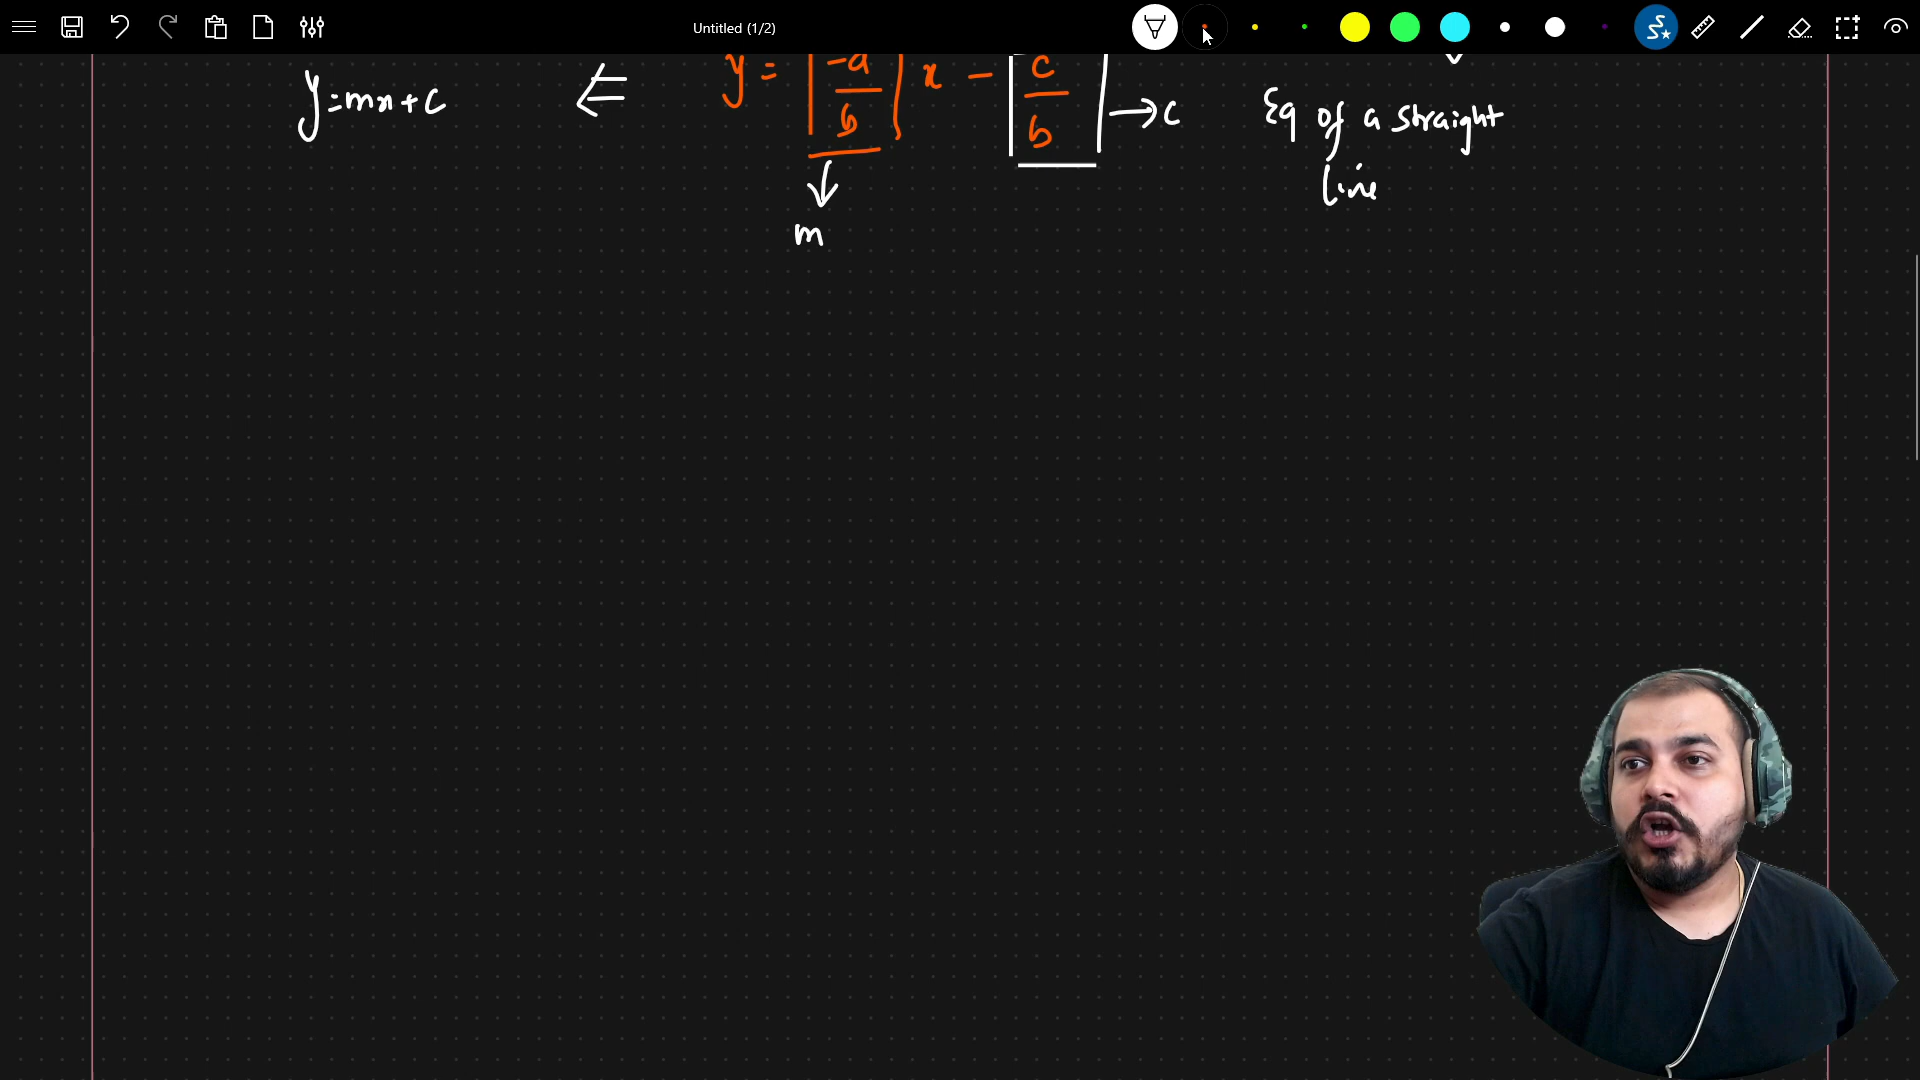 Untitled (1/2)
y = mx + c ⇐ y = |-a/b| x - |c/b| → c
Eq of a straight
line
m